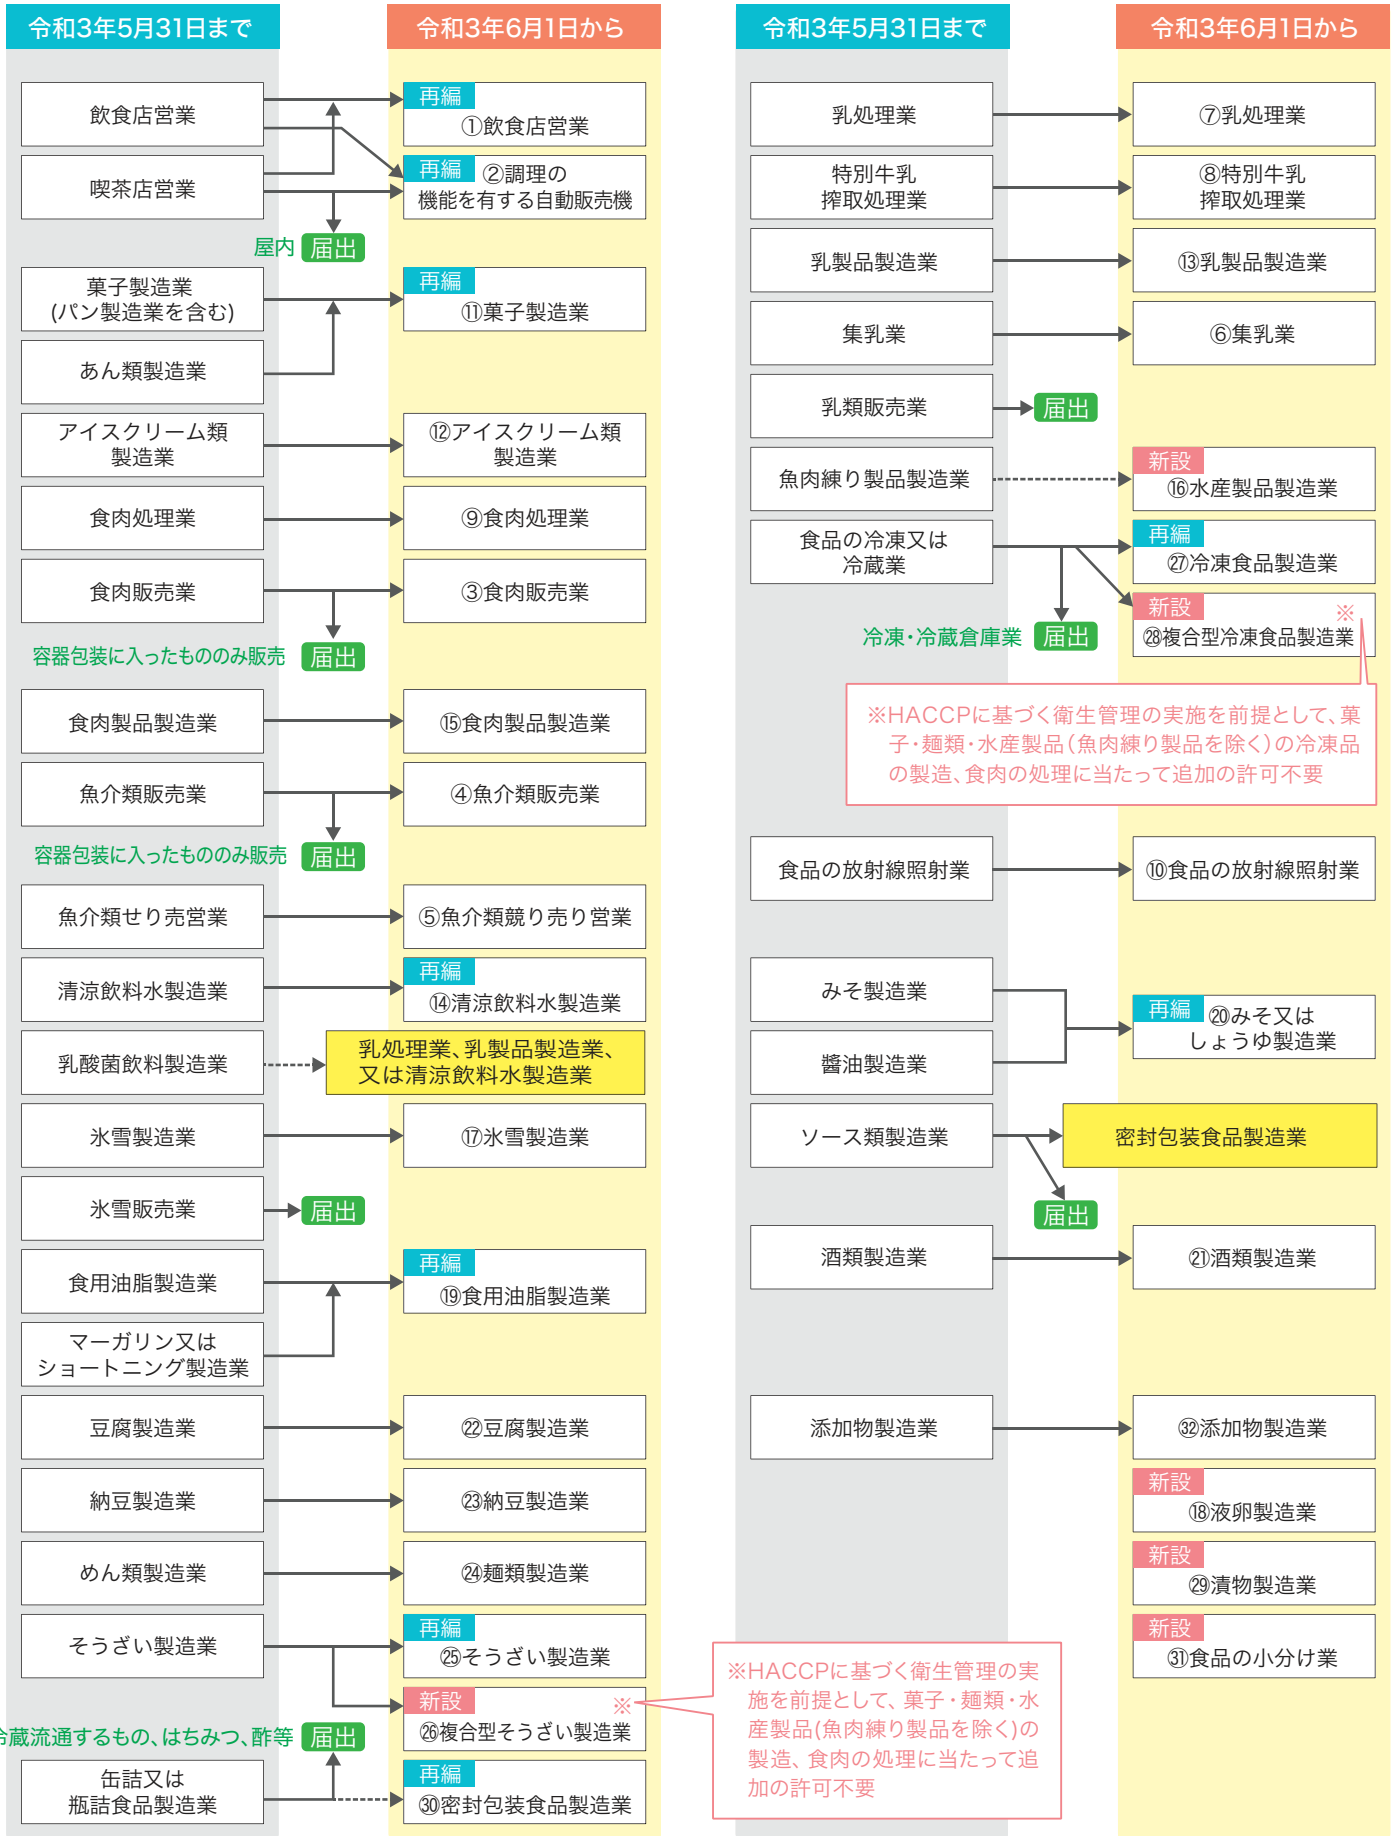 令和3年5月31日まで
令和3年6月1日から
飲食店営業
再編
①飲食店営業
喫茶店営業
再編 ②調理の
機能を有する自動販売機
屋内 届出
菓子製造業
(パン製造業を含む)
再編
⑪菓子製造業
あん類製造業
アイスクリーム類
製造業
⑫アイスクリーム類
製造業
食肉処理業
⑨食肉処理業
食肉販売業
③食肉販売業
容器包装に入ったもののみ販売 届出
食肉製品製造業
⑮食肉製品製造業
魚介類販売業
④魚介類販売業
容器包装に入ったもののみ販売 届出
魚介類せり売営業
⑤魚介類競り売り営業
清涼飲料水製造業
再編
⑭清涼飲料水製造業
乳酸菌飲料製造業
乳処理業、乳製品製造業、
又は清涼飲料水製造業
氷雪製造業
⑰氷雪製造業
氷雪販売業
届出
食用油脂製造業
再編
⑲食用油脂製造業
マーガリン又は
ショートニング製造業
豆腐製造業
㉒豆腐製造業
納豆製造業
㉓納豆製造業
めん類製造業
㉔麺類製造業
そうざい製造業
再編
㉕そうざい製造業
新設 ※
㉖複合型そうざい製造業
※HACCPに基づく衛生管理の実
施を前提として、菓子・麺類・水
産製品(魚肉練り製品を除く)の
製造、食肉の処理に当たって追
加の許可不要
冷蔵流通するもの、はちみつ、酢等 届出
缶詰又は
瓶詰食品製造業
再編
㉚密封包装食品製造業
令和3年5月31日まで
令和3年6月1日から
乳処理業
⑦乳処理業
特別牛乳
搾取処理業
⑧特別牛乳
搾取処理業
乳製品製造業
⑬乳製品製造業
集乳業
⑥集乳業
乳類販売業
届出
魚肉練り製品製造業
新設
⑯水産製品製造業
食品の冷凍又は
冷蔵業
再編
㉗冷凍食品製造業
新設 ※
㉘複合型冷凍食品製造業
冷凍・冷蔵倉庫業 届出
※HACCPに基づく衛生管理の実施を前提として、菓
子・麺類・水産製品(魚肉練り製品を除く)の冷凍品
の製造、食肉の処理に当たって追加の許可不要
食品の放射線照射業
⑩食品の放射線照射業
みそ製造業
醬油製造業
再編 ⑳みそ又は
しょうゆ製造業
ソース類製造業
密封包装食品製造業
届出
酒類製造業
㉑酒類製造業
添加物製造業
㉜添加物製造業
新設
⑱液卵製造業
新設
㉙漬物製造業
新設
㉛食品の小分け業